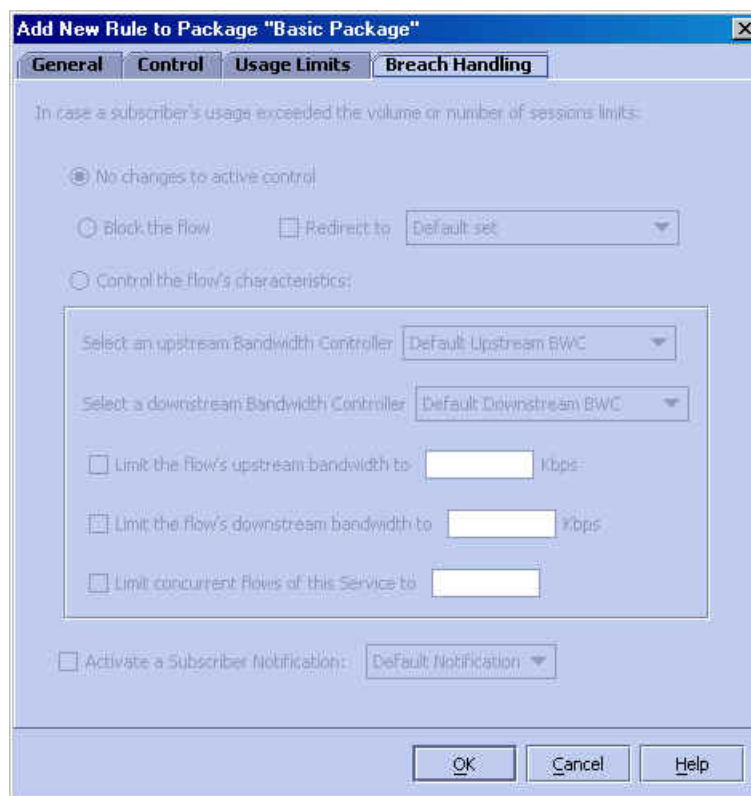 Add New Rule to Package "Basic Package"
General Control Usage Limits Breach Handling
In case a subscriber's usage exceeded the volume or number of sessions limits:
No changes to active control
Block the flow Redirect to Default set
Control the flow's characteristics:
Select an upstream Bandwidth Controller Default Upstream BWC
Select a downstream Bandwidth Controller Default Downstream BWC
Limit the flow's upstream bandwidth to Kbps
Limit the flow's downstream bandwidth to Kbps
Limit concurrent flows of this Service to
Activate a Subscriber Notification: Default Notification
OK Cancel Help